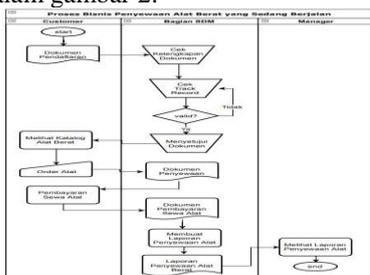 dalam gambar 2.
Proses Bisnis Penyewaan Alat Berat yang Sedang Berjalan
Customer
Bagian BDM
Manager
start
Dokumen
Pendaftaran
Cek
Kelengkapan
Dokumen
Cek
Track
Record
Tidak
valid?
Ya
Melihat Katalog
Alat Berat
Menyetujui
Dokumen
Order Alat
Dokumen
Penyewaan
Pembayaran
Sewa Alat
Dokumen
Pembayaran
Sewa Alat
Membuat
Laporan
Penyewaan Alat
Melihat Laporan
Penyewaan Alat
Laporan
Penyewaan Alat
Berat
end